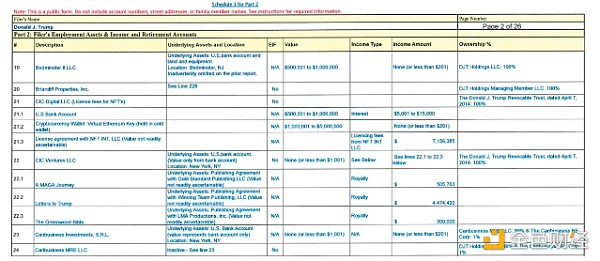 Schedule 1 for Part 2
Note: This is a public form. Do not include account numbers, street addresses, or family member names. See instructions for required information.
Filer's Name Page Number
Donald J. Trump Page 2 of 26
Part 2: Filer's Employment Assets & Income and Retirement Accounts
# Description Underlying Assets and Location EIF Value Income Type Income Amount Ownership %
Underlying Assets: U.S.bank account and
land and equipment
Location: Bedminster, NJ
19 Bedminster II LLC Inadvertently omitted on the prior report. N/A $500,001 to $1,000,000 None (or less than $201) DJT Holdings LLC: 100%
20 Briarcliff Properties, Inc. See Line 229 No DJT Holdings Managing Member LLC: 100%
21 CIC Digital LLC (License fees for NFTs) No The Donald J. Trump Revocable Trust, dated April 7,
2014: 100%
21.1 U.S Bank Account N/A $500,001 to $1,000,000 Interest $5,001 to $15,000
21.2 Cryptocurrency Wallet: Virtual Ethereum Key (held in cold
wallet) N/A $1,000,001 to $5,000,000 None (or less than $201)
21.3 License agreement with NFT INT, LLC (Value not readily
ascertainable) N/A Licensing fees
from NFT INT
LLC $ 7,156,385
22 CIC Ventures LLC Underlying Assets: U.S.bank account,
(Value only from bank account)
Location: New York, NY No None (or less than $1,001) See Below See lines 22.1 to 22.3
below The Donald J. Trump Revocable Trust, dated April 7,
2014: 100%
22.1 A MAGA Journey Underlying Assets: Publishing Agreement
with Gold Standard Publishing, LLC (Value
not readily ascertainable) N/A Royalty $ 505,763
22.2 Letters to Trump Underlying Assets: Publishing Agreement
with Winning Team Publishing, LLC (Value
not readily ascertainable) N/A Royalty $ 4,474,420
22.3 The Greenwood Bible Underlying Assets: Publishing Agreement
with LMA Productions, Inc. (Value not
readily ascertainable) N/A Royalty $ 300,000
23 Caribusiness Investments, S.R.L. Underlying Assets: U.S. Bank Account
(value represents bank account only)
Location: New York, NY No None (or less than $1,001) N/A None (or less than $201) Caribusiness MRE LLC: 99% & The Caribusiness RE
Corp: 1%
24 Caribusiness MRE LLC Inactive - See line 23 No DJT Holdings
1%
金色财经